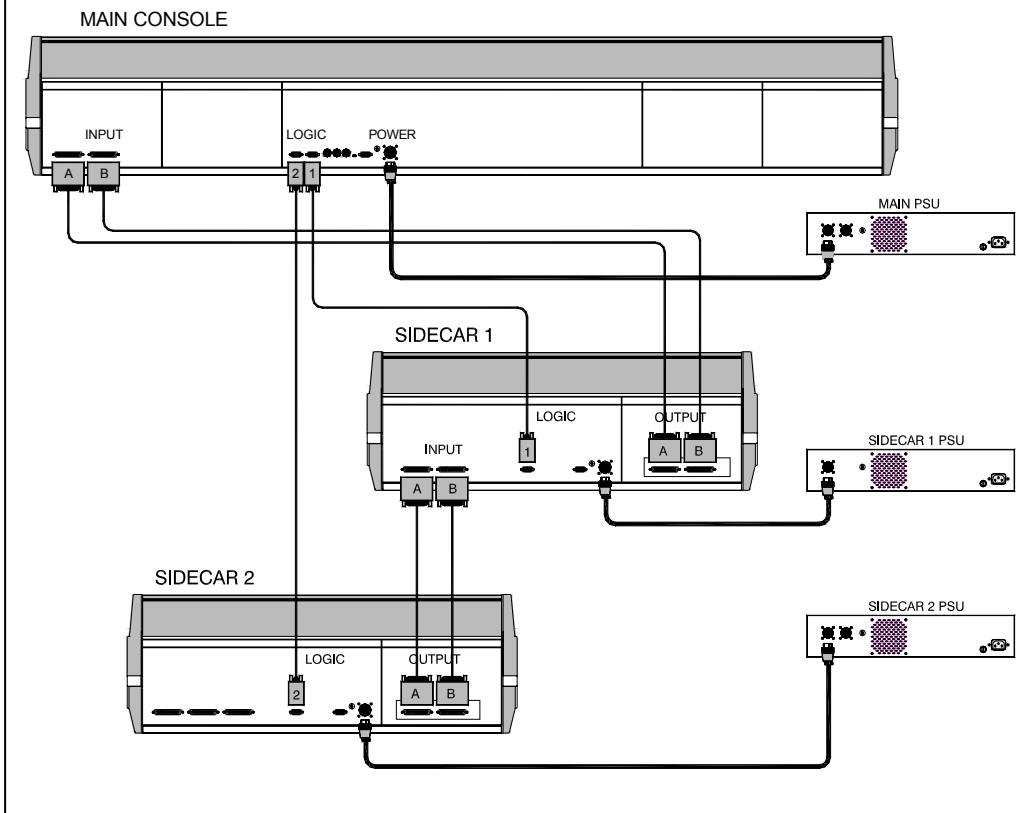 MAIN CONSOLE
INPUT
LOGIC
POWER
A
B
2
1
MAIN PSU
SIDECAR 1
LOGIC
OUTPUT
INPUT
1
A
B
SIDECAR 1 PSU
A
B
SIDECAR 2
SIDECAR 2 PSU
LOGIC
OUTPUT
2
A
B